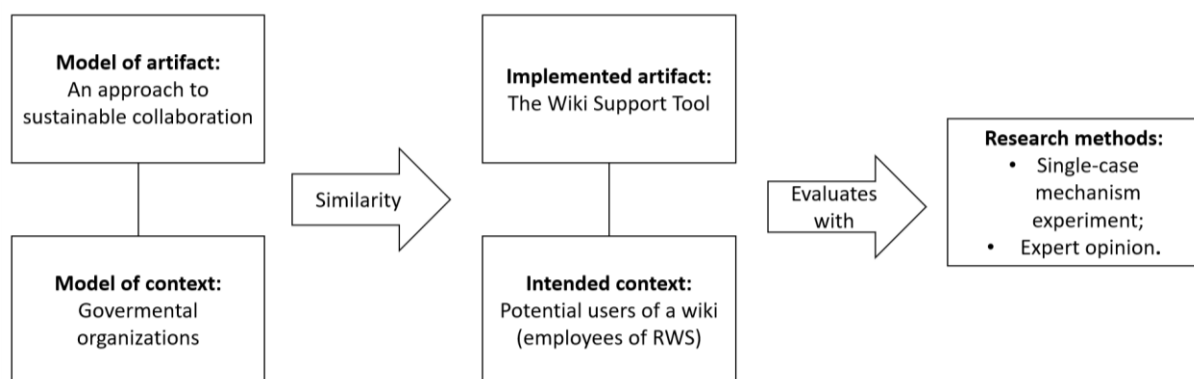 Model of artifact:
An approach to
sustainable collaboration
Model of context:
Govermental
organizations
Similarity
Implemented artifact:
The Wiki Support Tool
Intended context:
Potential users of a wiki
(employees of RWS)
Evaluates
with
Research methods:
• Single-case
mechanism
experiment;
• Expert opinion.